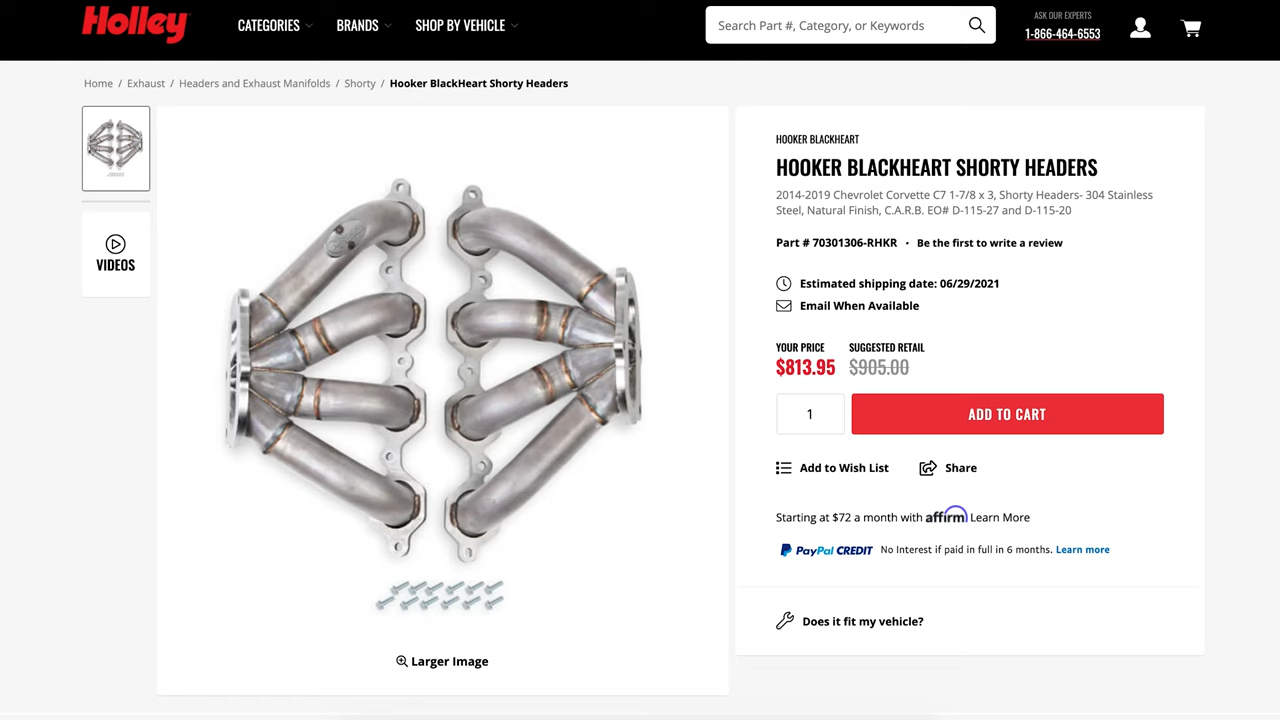 Holley
CATEGORIES
BRANDS
SHOP BY VEHICLE
Search Part #, Category, or Keywords
ASK OUR EXPERTS
1-866-464-6553
Home / Exhaust / Headers and Exhaust Manifolds / Shorty / Hooker BlackHeart Shorty Headers
VIDEOS
Larger Image
HOOKER BLACKHEART
HOOKER BLACKHEART SHORTY HEADERS
2014-2019 Chevrolet Corvette C7 1-7/8 x 3, Shorty Headers- 304 Stainless
Steel, Natural Finish, C.A.R.B. EO# D-115-27 and D-115-20
Part # 70301306-RHKR • Be the first to write a review
Estimated shipping date: 06/29/2021
Email When Available
YOUR PRICE SUGGESTED RETAIL
$813.95 $905.00
1 ADD TO CART
Add to Wish List Share
Starting at $72 a month with affirm Learn More
PayPal CREDIT No Interest if paid in full in 6 months. Learn more
Does it fit my vehicle?